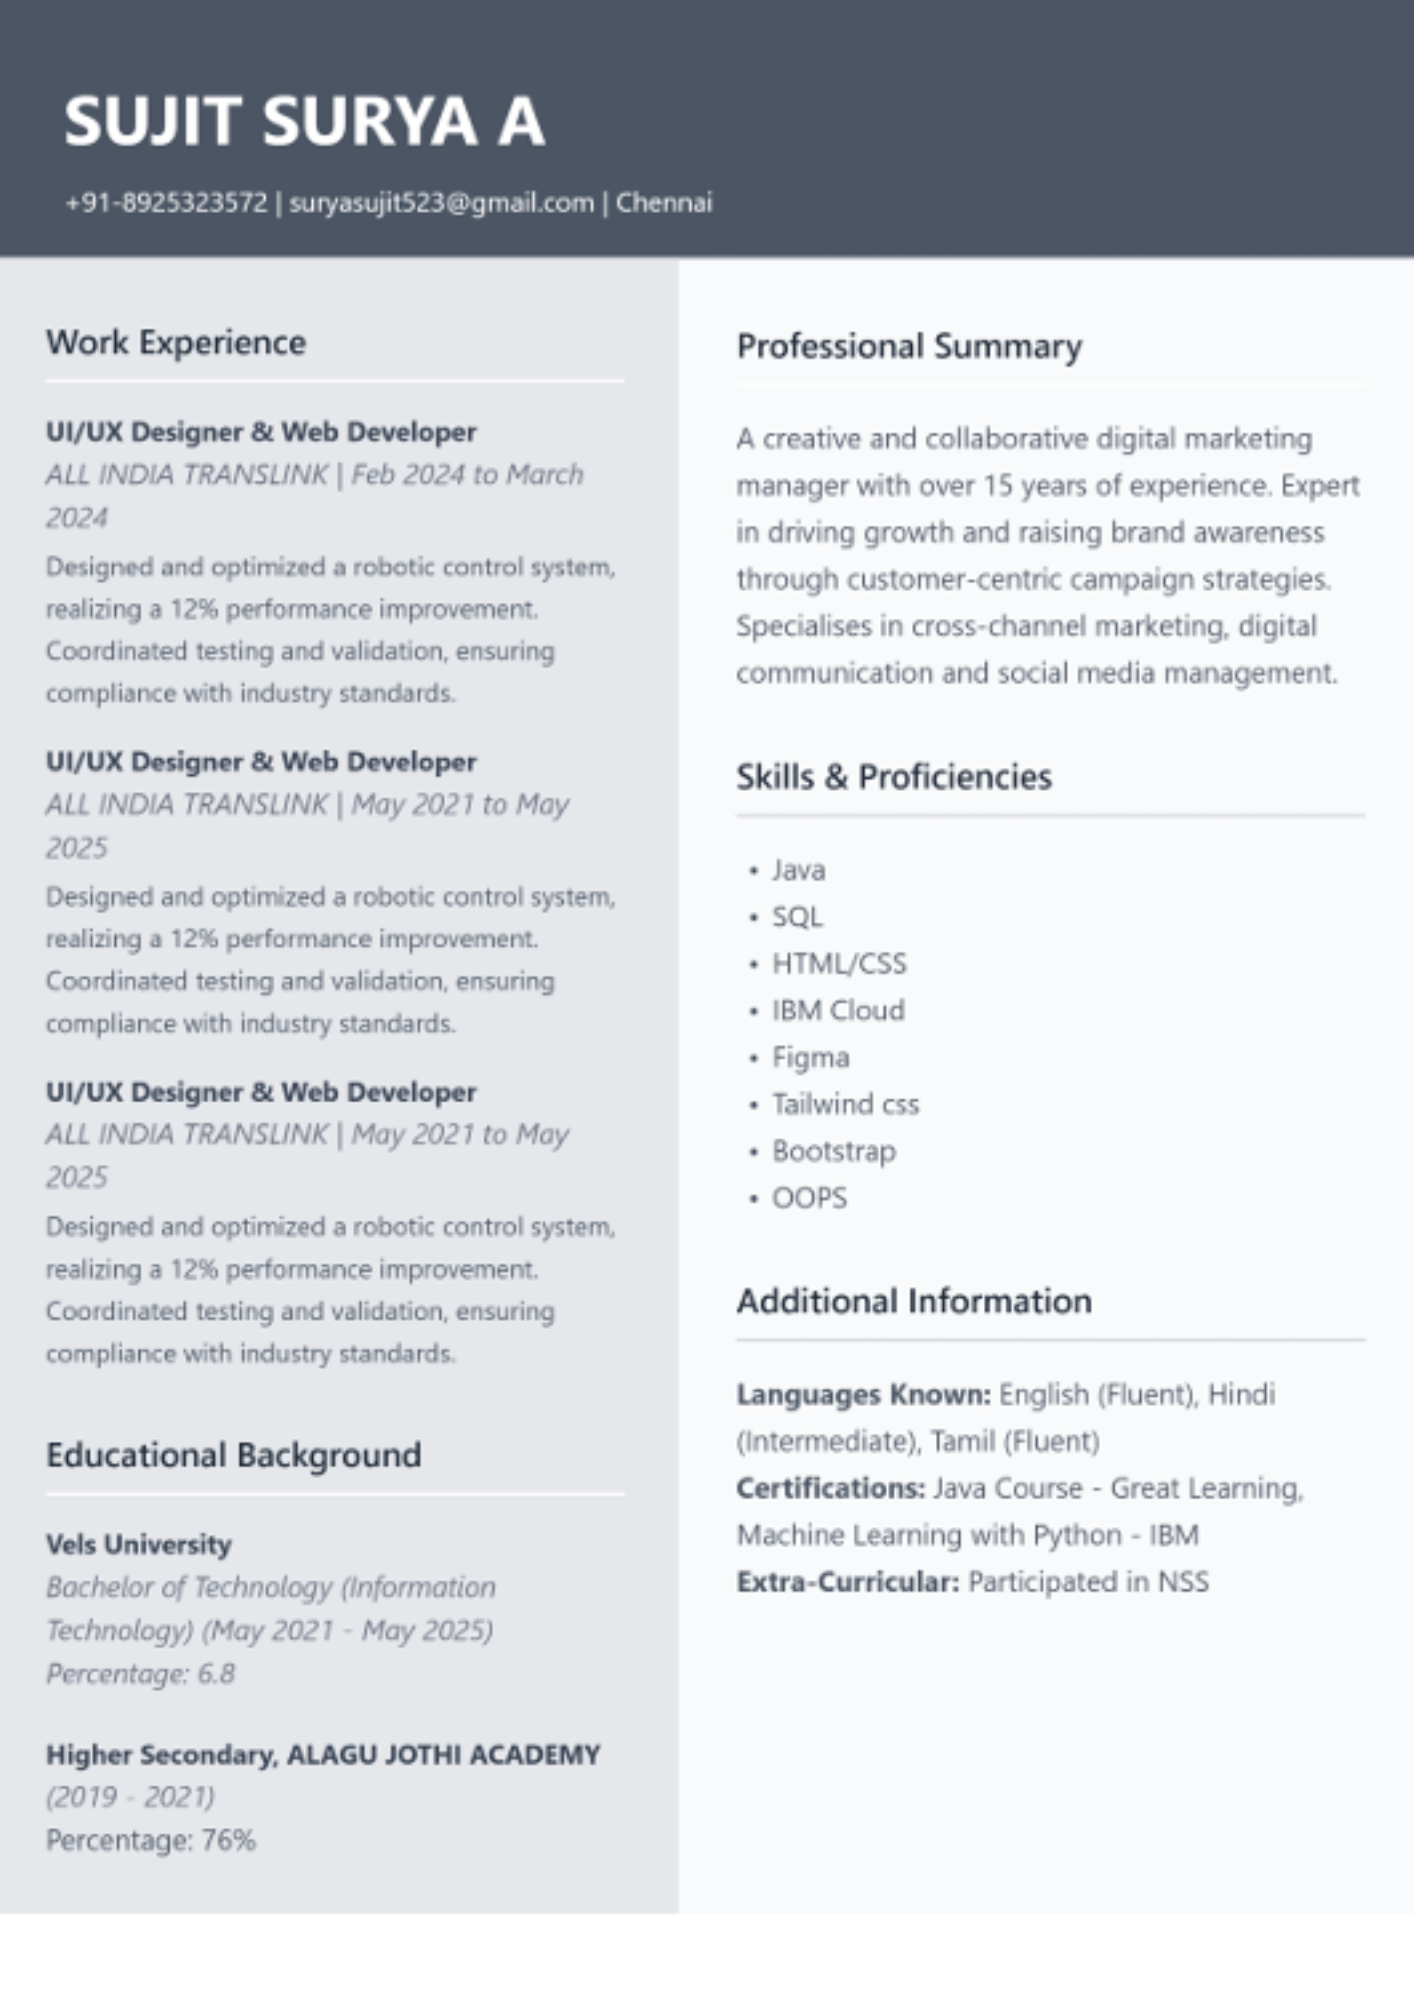 SUJIT SURYA A
+91-8925323572 | suryasujit523@gmail.com | Chennai
Work Experience
UI/UX Designer & Web Developer
ALL INDIA TRANSLINK | Feb 2024 to March
2024
Designed and optimized a robotic control system,
realizing a 12% performance improvement.
Coordinated testing and validation, ensuring
compliance with industry standards.
UI/UX Designer & Web Developer
ALL INDIA TRANSLINK | May 2021 to May
2025
Designed and optimized a robotic control system,
realizing a 12% performance improvement.
Coordinated testing and validation, ensuring
compliance with industry standards.
UI/UX Designer & Web Developer
ALL INDIA TRANSLINK | May 2021 to May
2025
Designed and optimized a robotic control system,
realizing a 12% performance improvement.
Coordinated testing and validation, ensuring
compliance with industry standards.
Educational Background
Vels University
Bachelor of Technology (Information
Technology) (May 2021 - May 2025)
Percentage: 6.8
Higher Secondary, ALAGU JOTHI ACADEMY
(2019 - 2021)
Percentage: 76%
Professional Summary
A creative and collaborative digital marketing
manager with over 15 years of experience. Expert
in driving growth and raising brand awareness
through customer-centric campaign strategies.
Specialises in cross-channel marketing, digital
communication and social media management.
Skills & Proficiencies
• Java
• SQL
• HTML/CSS
• IBM Cloud
• Figma
• Tailwind css
• Bootstrap
• OOPS
Additional Information
Languages Known: English (Fluent), Hindi
(Intermediate), Tamil (Fluent)
Certifications: Java Course - Great Learning,
Machine Learning with Python - IBM
Extra-Curricular: Participated in NSS